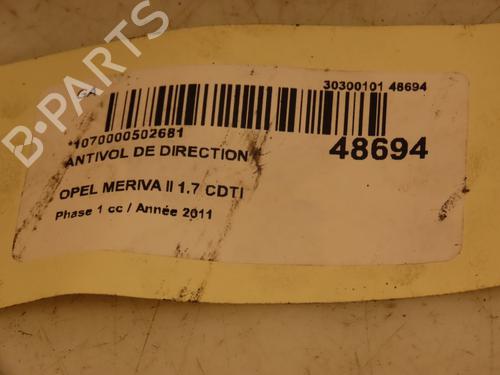 30300101 48694
*1070000502681
ANTIVOL DE DIRECTION
48694
OPEL MERIVA II 1.7 CDTI
Phase 1 cc / Année 2011
B-PARTS